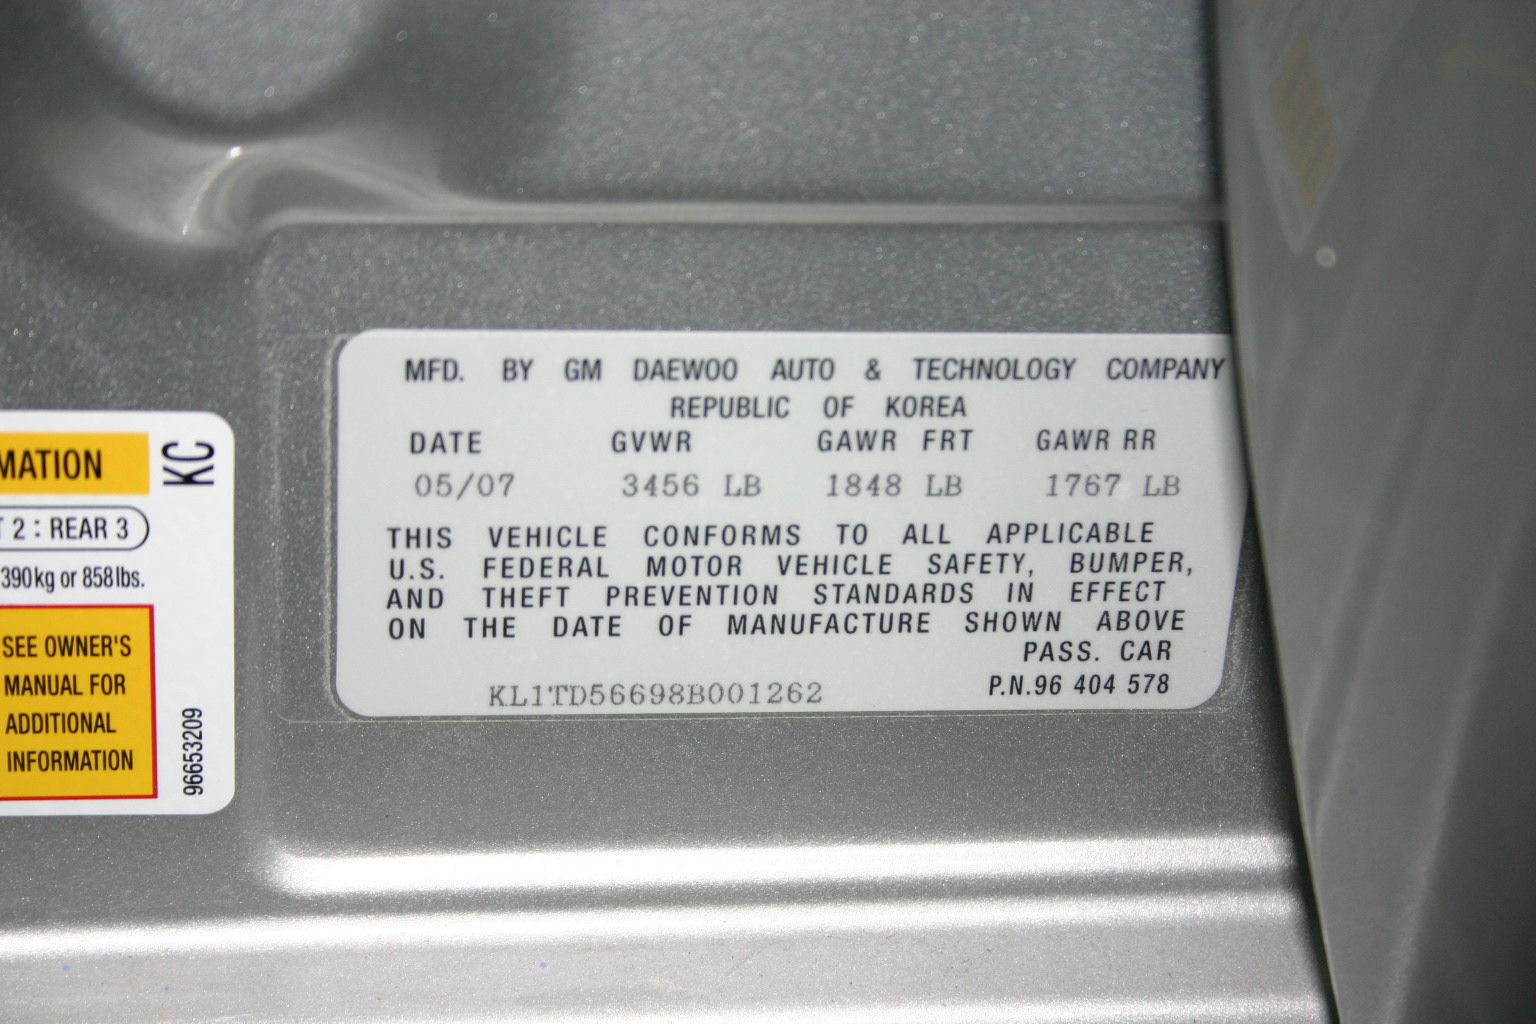 MATION
KC
T 2 : REAR 3
390kg or 858lbs.
SEE OWNER'S
MANUAL FOR
ADDITIONAL
INFORMATION
96653209
MFD. BY GM DAEWOO AUTO & TECHNOLOGY COMPANY
REPUBLIC OF KOREA
DATE GVWR GAWR FRT GAWR RR
05/07 3456 LB 1848 LB 1767 LB
THIS VEHICLE CONFORMS TO ALL APPLICABLE
U.S. FEDERAL MOTOR VEHICLE SAFETY, BUMPER,
AND THEFT PREVENTION STANDARDS IN EFFECT
ON THE DATE OF MANUFACTURE SHOWN ABOVE
PASS. CAR
KL1TD56698B001262 P.N.96 404 578